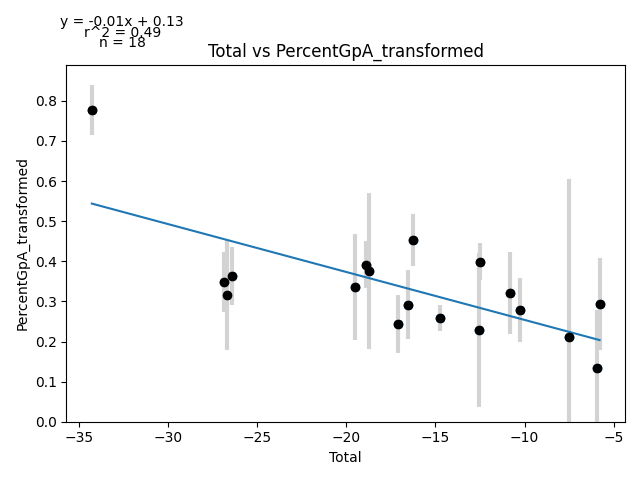 y = -0.01x + 0.13
r^2 = 0.49
n = 18
Total vs PercentGpA_transformed
PercentGpA_transformed
0.8
0.7
0.6
0.5
0.4
0.3
0.2
0.1
0.0
−35 −30 −25 −20 −15 −10 −5
Total